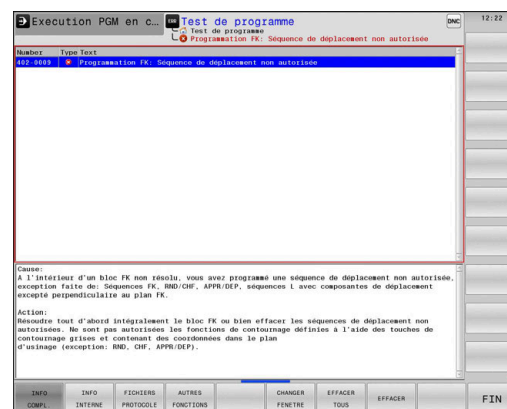 Execution PGM en c...
ERR Test de programme
DNC
12:22
Test de programme
Programmation FK: Séquence de déplacement non autorisée
Number Type Text
402-0009 Programmation FK: Séquence de déplacement non autorisée
Cause:
A l'intérieur d'un bloc FK non résolu, vous avez programmé une séquence de déplacement non autorisée,
exception faite de: Séquences FK, RND/CHF, APPR/DEP, séquences L avec composantes de déplacement
excepté perpendiculaire au plan FK.
Action:
Résoudre tout d'abord intégralement le bloc FK ou bien effacer les séquences de déplacement non
autorisées. Ne sont pas autorisées les fonctions de contournage définies à l'aide des touches de
contournage grises et contenant des coordonnées dans le plan
d'usinage (exception: RND, CHF, APPR/DEP).
INFO COMPL.
INFO INTERNE
FICHIERS PROTOCOLE
AUTRES FONCTIONS
CHANGER FENETRE
EFFACER TOUS
EFFACER
FIN